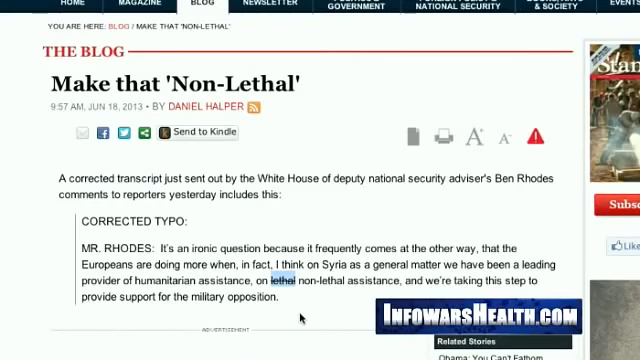 HOME
MAGAZINE
BLOG
NEWSLETTER
POLITICS &
GOVERNMENT
FOREIGN POLICY
& NATIONAL SECURITY
BOOKS, ARTS
& SOCIETY
EVENTS
YOU ARE HERE: BLOG / MAKE THAT 'NON-LETHAL'
THE BLOG
Make that 'Non-Lethal'
9:57 AM, JUN 18, 2013 • BY DANIEL HALPER
Send to Kindle
A A
A corrected transcript just sent out by the White House of deputy national security adviser's Ben Rhodes
comments to reporters yesterday includes this:
CORRECTED TYPO:
MR. RHODES: It's an ironic question because it frequently comes at the other way, that the
Europeans are doing more when, in fact, I think on Syria as a general matter we have been a leading
provider of humanitarian assistance, on lethal non-lethal assistance, and we're taking this step to
provide support for the military opposition.
ADVERTISEMENT
INFOWARSHEALTH.COM
Stan
Subsc
Like
Related Stories
Obama: You Can't Fathom